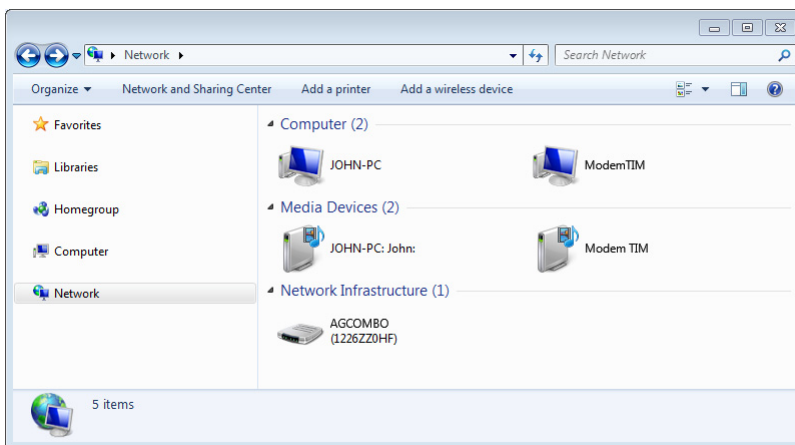 Network
Search Network
Organize
Network and Sharing Center
Add a printer
Add a wireless device
Favorites
Libraries
Homegroup
Computer
Network
Computer (2)
JOHN-PC
ModemTIM
Media Devices (2)
JOHN-PC: John:
Modem TIM
Network Infrastructure (1)
AGCOMBO
(1226ZZ0HF)
5 items